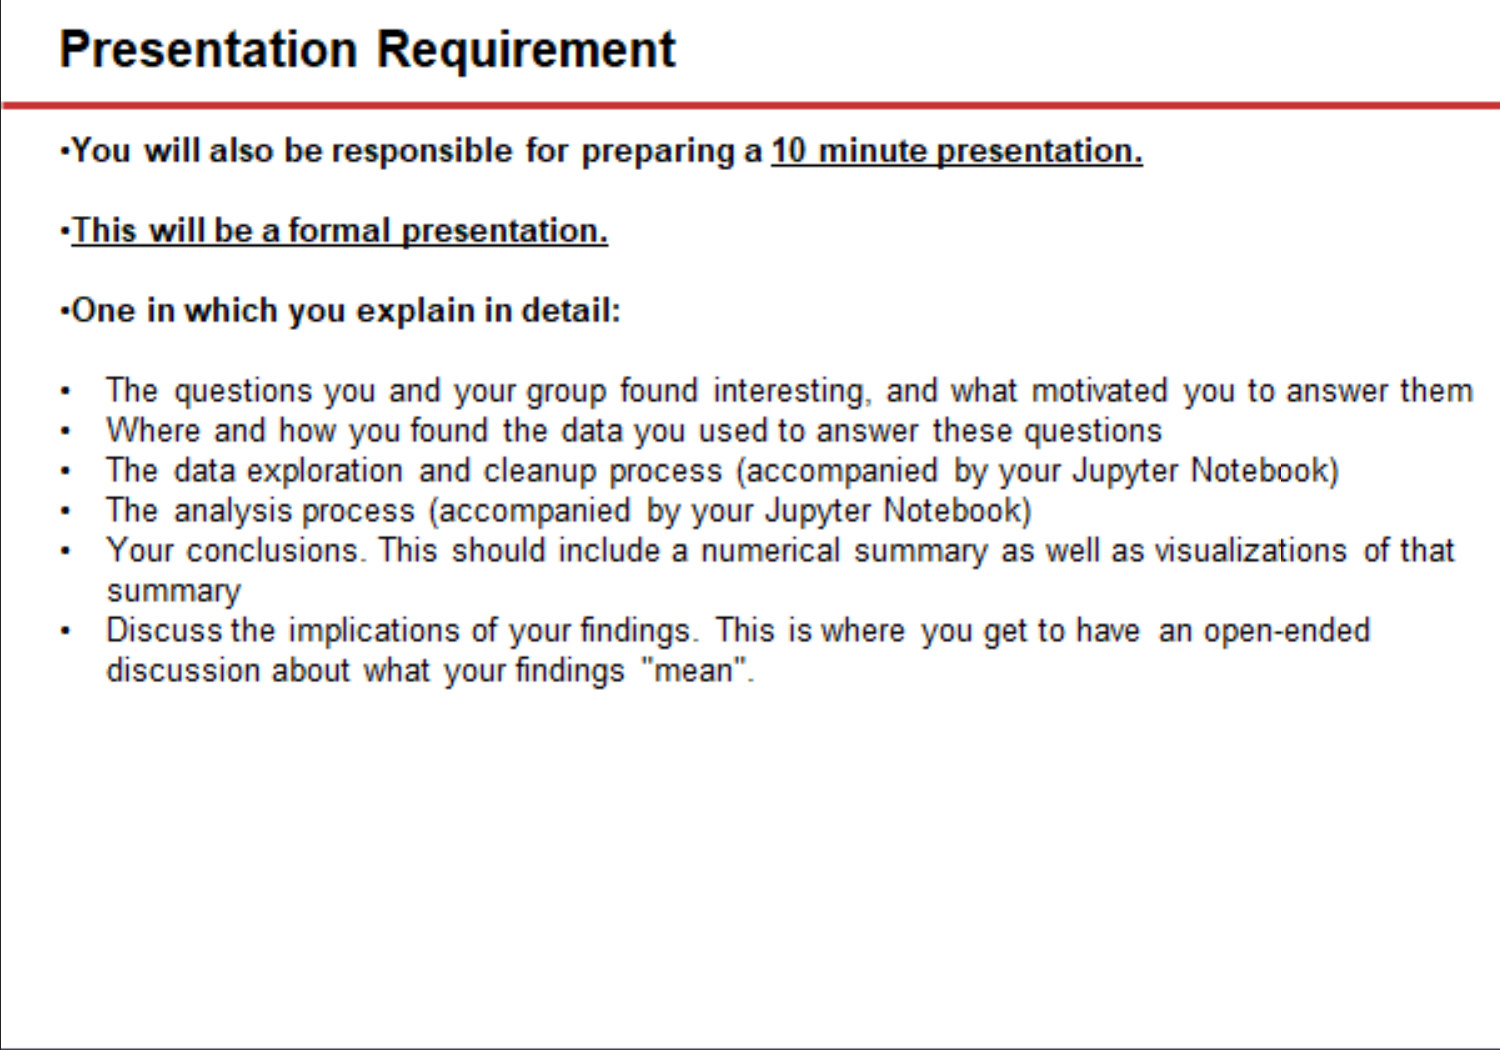 Presentation Requirement
•You will also be responsible for preparing a 10 minute presentation.
•This will be a formal presentation.
•One in which you explain in detail:
• The questions you and your group found interesting, and what motivated you to answer them
• Where and how you found the data you used to answer these questions
• The data exploration and cleanup process (accompanied by your Jupyter Notebook)
• The analysis process (accompanied by your Jupyter Notebook)
• Your conclusions. This should include a numerical summary as well as visualizations of that
summary
• Discuss the implications of your findings. This is where you get to have an open-ended
discussion about what your findings "mean".